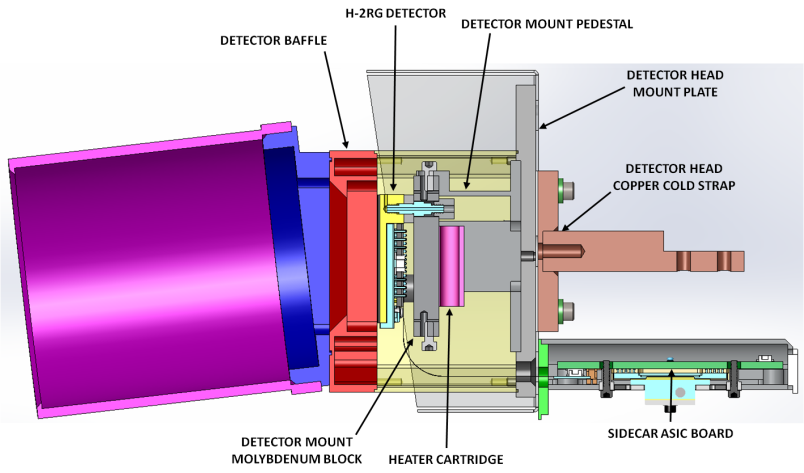 H-2RG DETECTOR
DETECTOR MOUNT PEDESTAL
DETECTOR BAFFLE
DETECTOR HEAD
MOUNT PLATE
DETECTOR HEAD
COPPER COLD STRAP
SIDECAR ASIC BOARD
DETECTOR MOUNT
MOLYBDENUM BLOCK
HEATER CARTRIDGE